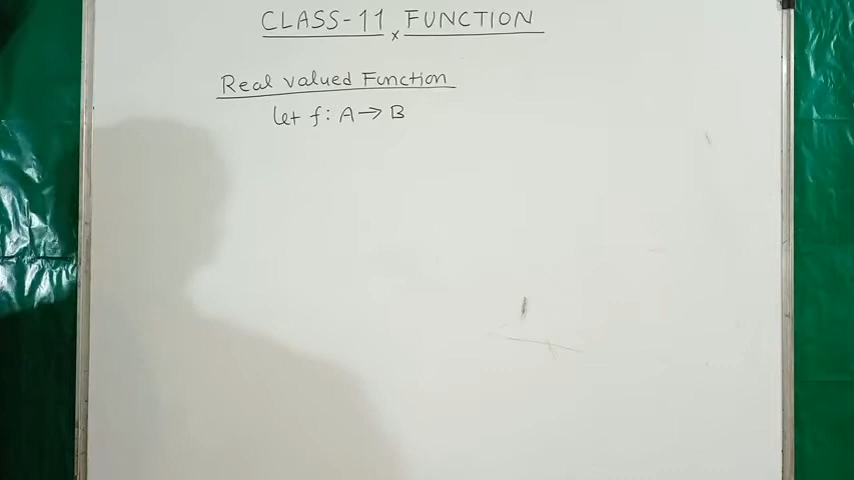 CLASS-11 x FUNCTION
Real valued Function
let f: A → B